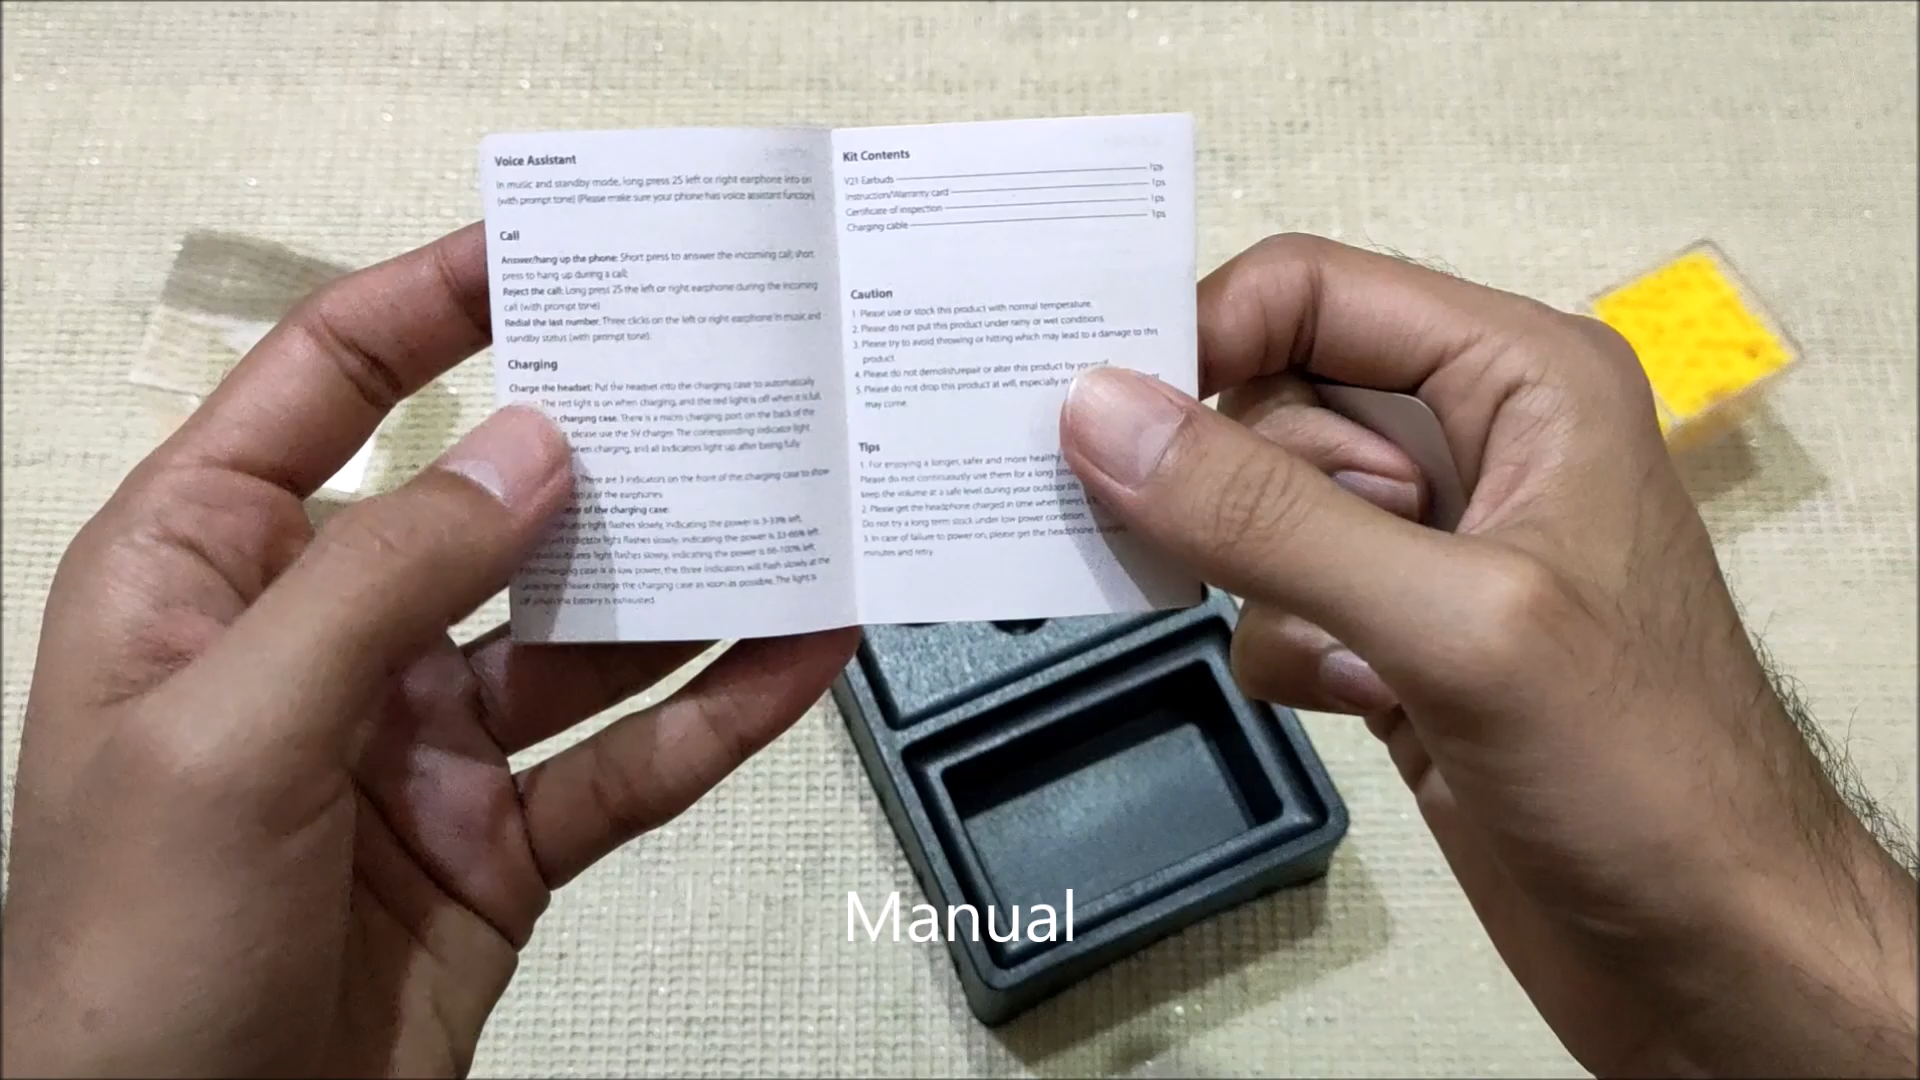 Voice Assistant
In music and standby mode, long press 2S left or right earphone into on
(with prompt tone) (Please make sure your phone has voice assistant function)
Call
Answer/hang up the phone: Short press to answer the incoming call; short
press to hang up during a call;
Reject the call: Long press 2S the left or right earphone during the incoming
call (with prompt tone)
Redial the last number: Three clicks on the left or right earphone in music and
standby status (with prompt tone).
Charging
Charge the headset: Put the headset into the charging case to automatically
The red light is on when charging, and the red light is off when it is full.
charging case: There is a micro charging port on the back of the
please use the 5V charger. The corresponding indicator light
when charging, and all indicators light up after being fully
There are 3 indicators on the front of the charging case to show
of the earphones.
of the charging case:
light flashes slowly, indicating the power is 3-33% left.
indicator light flashes slowly, indicating the power is 33-66% left.
light flashes slowly, indicating the power is 66-100% left.
charging case is in low power, the three indicators will flash slowly at the
Please charge the charging case as soon as possible. The light is
off when the battery is exhausted.
Kit Contents
V21 Earbuds 1ps
Instruction/Warranty card 1ps
Certificate of inspection 1ps
Charging cable 1ps
Caution
1. Please use or stock this product with normal temperature.
2. Please do not put this product under rainy or wet conditions.
3. Please try to avoid throwing or hitting which may lead to a damage to this
product.
4. Please do not demolish,repair or alter this product by yourself.
5. Please do not drop this product at will, especially in
may come.
Tips
1. For enjoying a longer, safer and more healthy
Please do not continuously use them for a long time
keep the volume at a safe level during your outdoor life
2. Please get the headphone charged in time when there's
Do not try a long term stock under low power condition.
3. In case of failure to power on, please get the headphone charged
minutes and retry.
Manual